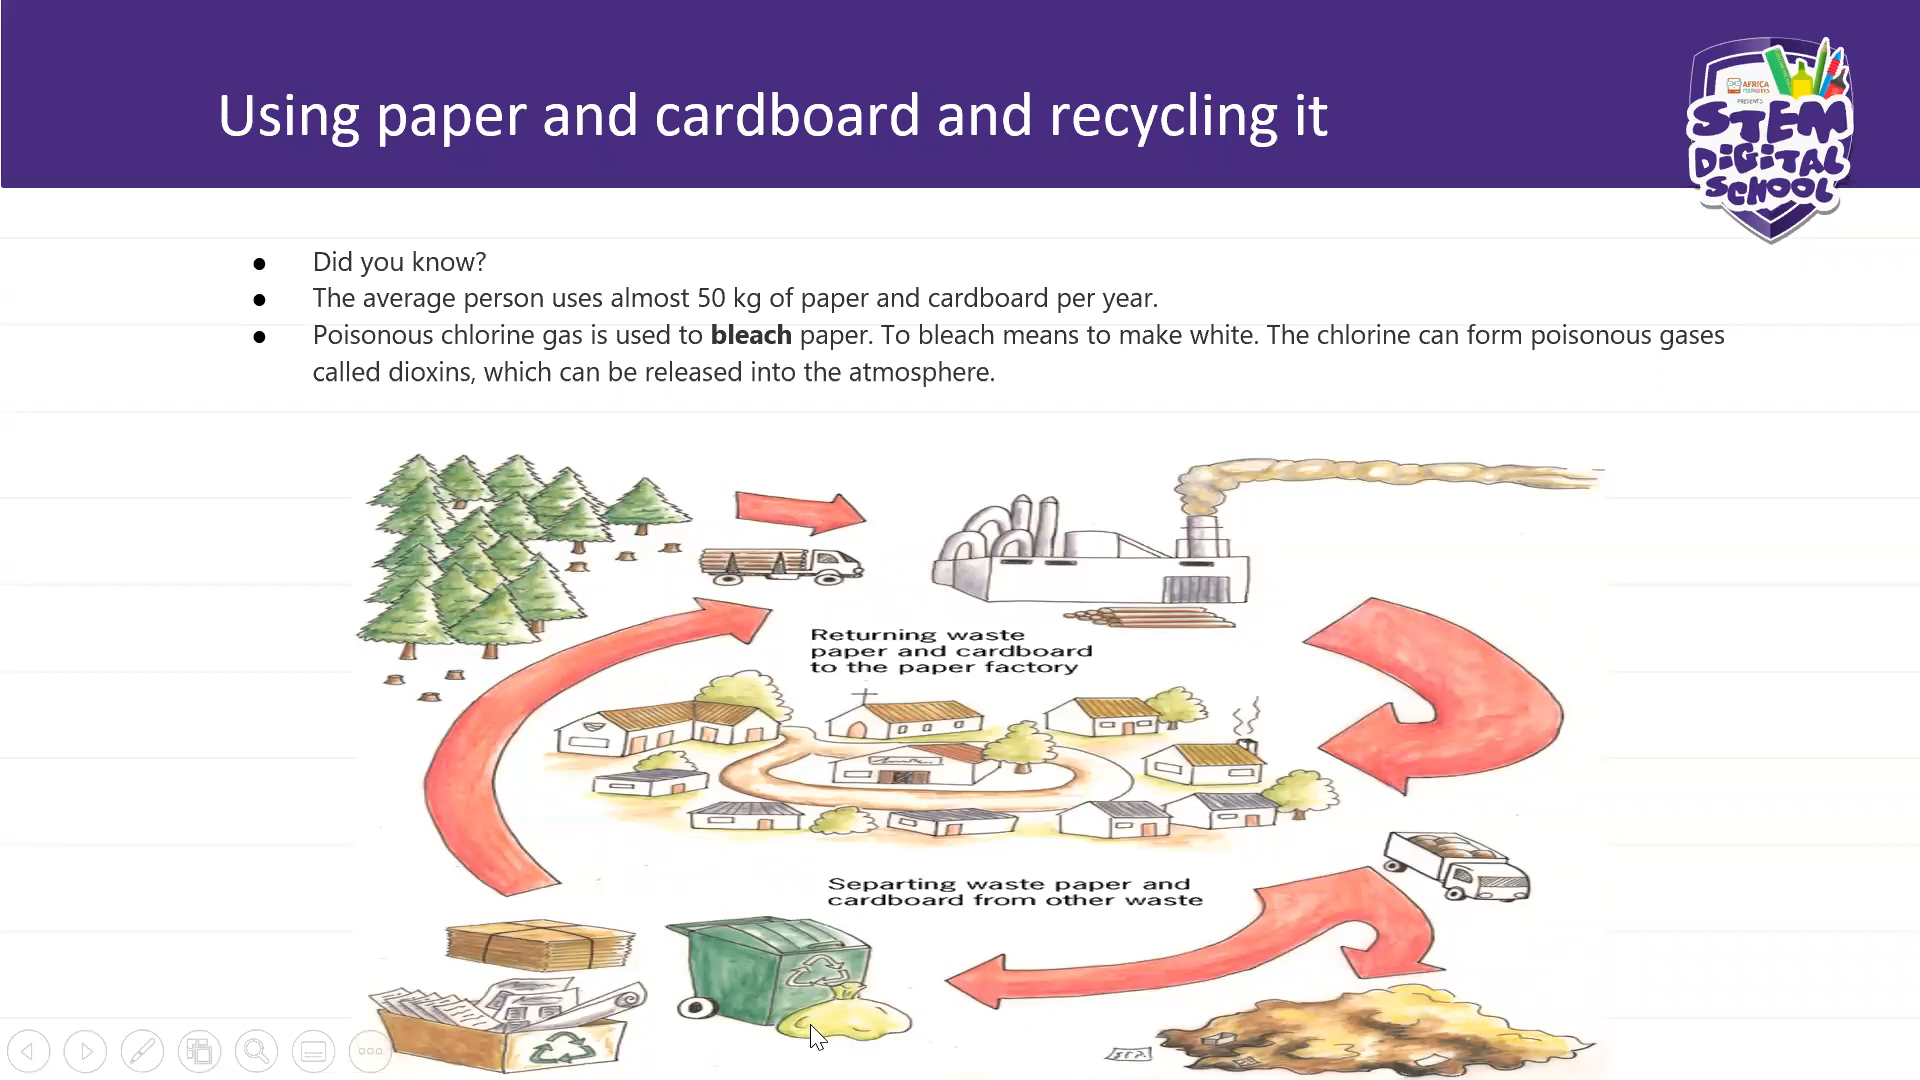 Using paper and cardboard and recycling it
AFRICA
PRESENTS
STEM
DIGITAL
SCHOOL
● Did you know?
● The average person uses almost 50 kg of paper and cardboard per year.
● Poisonous chlorine gas is used to bleach paper. To bleach means to make white. The chlorine can form poisonous gases
called dioxins, which can be released into the atmosphere.
Returning waste
paper and cardboard
to the paper factory
Separting waste paper and
cardboard from other waste